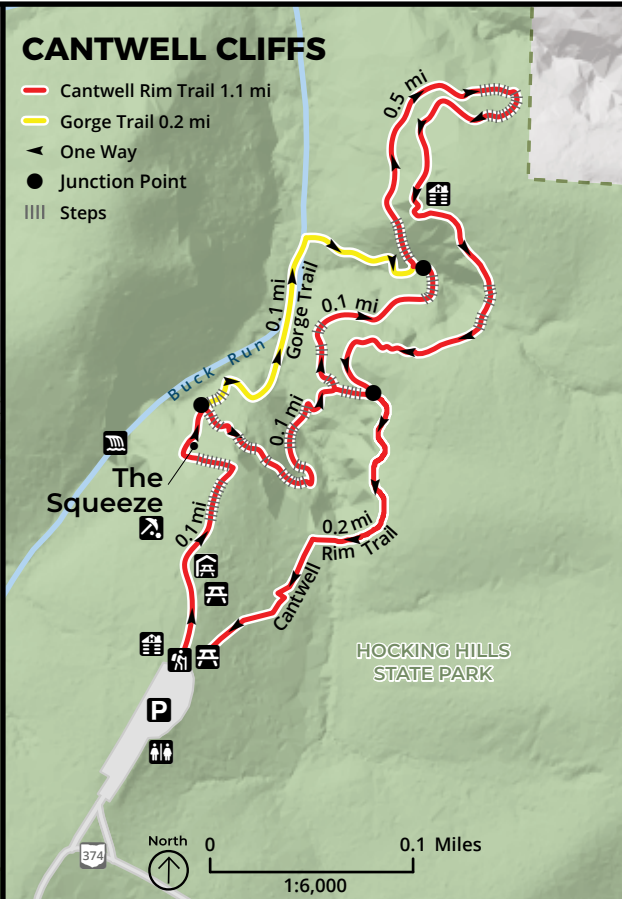 CANTWELL CLIFFS
Cantwell Rim Trail 1.1 mi
Gorge Trail 0.2 mi
One Way
Junction Point
Steps
0.5 mi
0.1 mi
Gorge Trail
0.1 mi
Buck Run
0.1 mi
The
Squeeze
0.1 mi
0.2 mi
Cantwell Rim Trail
HOCKING HILLS
STATE PARK
P
374
North
0 0.1 Miles
1:6,000